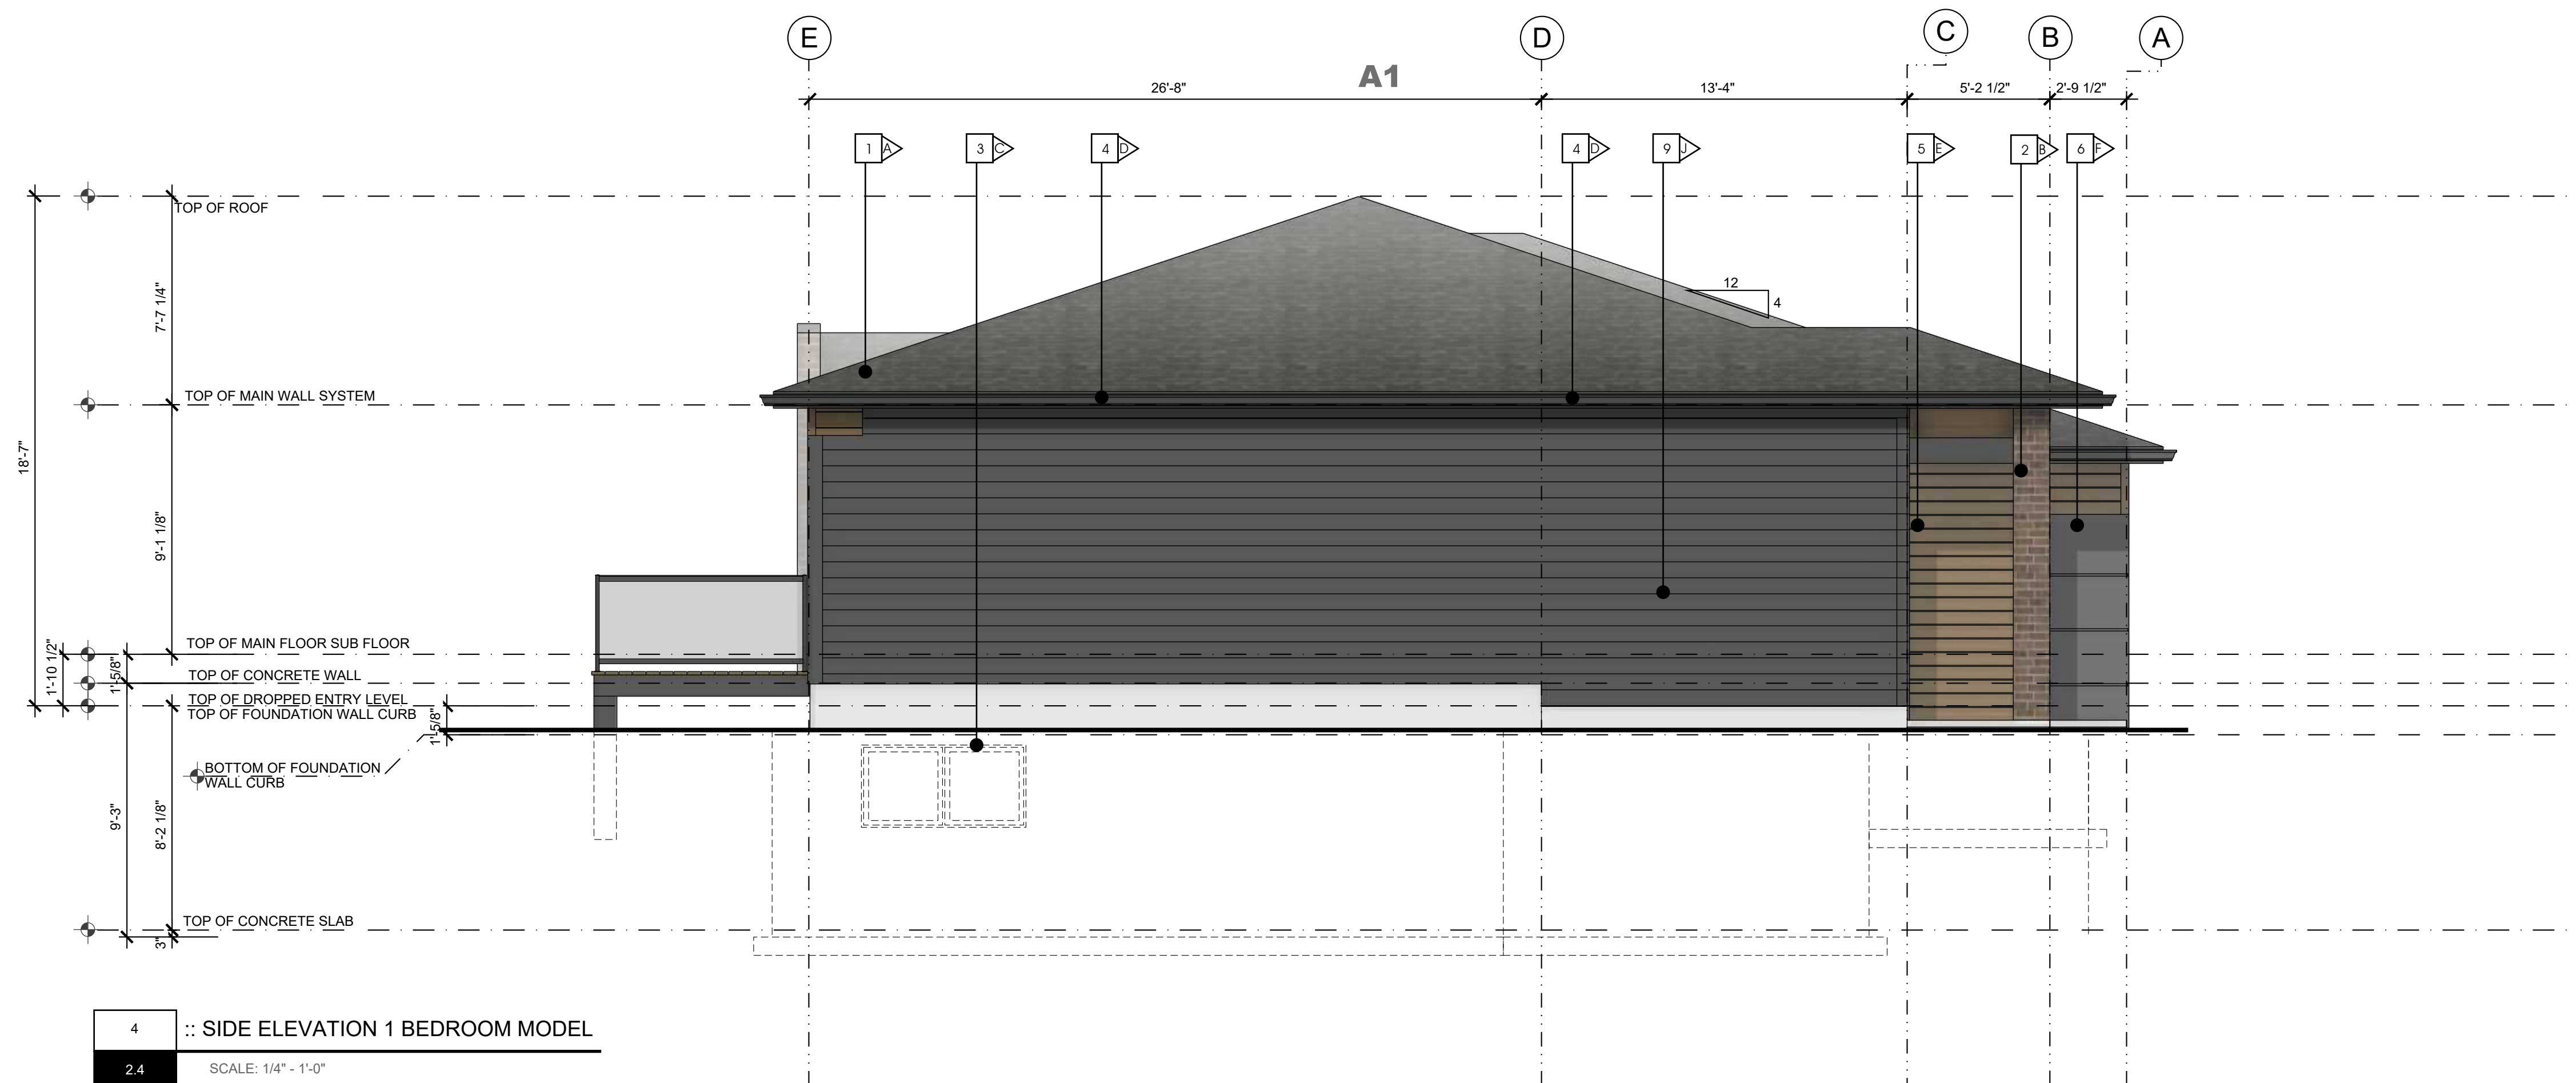 E
D
C
B
A
A1
26'-8"
13'-4"
5'-2 1/2"
2'-9 1/2"
1 A
3 C
4 D
4 D
9 J
5 E
2 B
6 F
TOP OF ROOF
12
4
7'-7 1/4"
TOP OF MAIN WALL SYSTEM
18'-7"
9'-1 1/8"
TOP OF MAIN FLOOR SUB FLOOR
1'-10 1/2"
1'-5/8"
TOP OF CONCRETE WALL
TOP OF DROPPED ENTRY LEVEL
TOP OF FOUNDATION WALL CURB
1'-5/8"
BOTTOM OF FOUNDATION
WALL CURB
9'-3"
8'-2 1/8"
TOP OF CONCRETE SLAB
3"
4
:: SIDE ELEVATION 1 BEDROOM MODEL
2.4
SCALE: 1/4" - 1'-0"